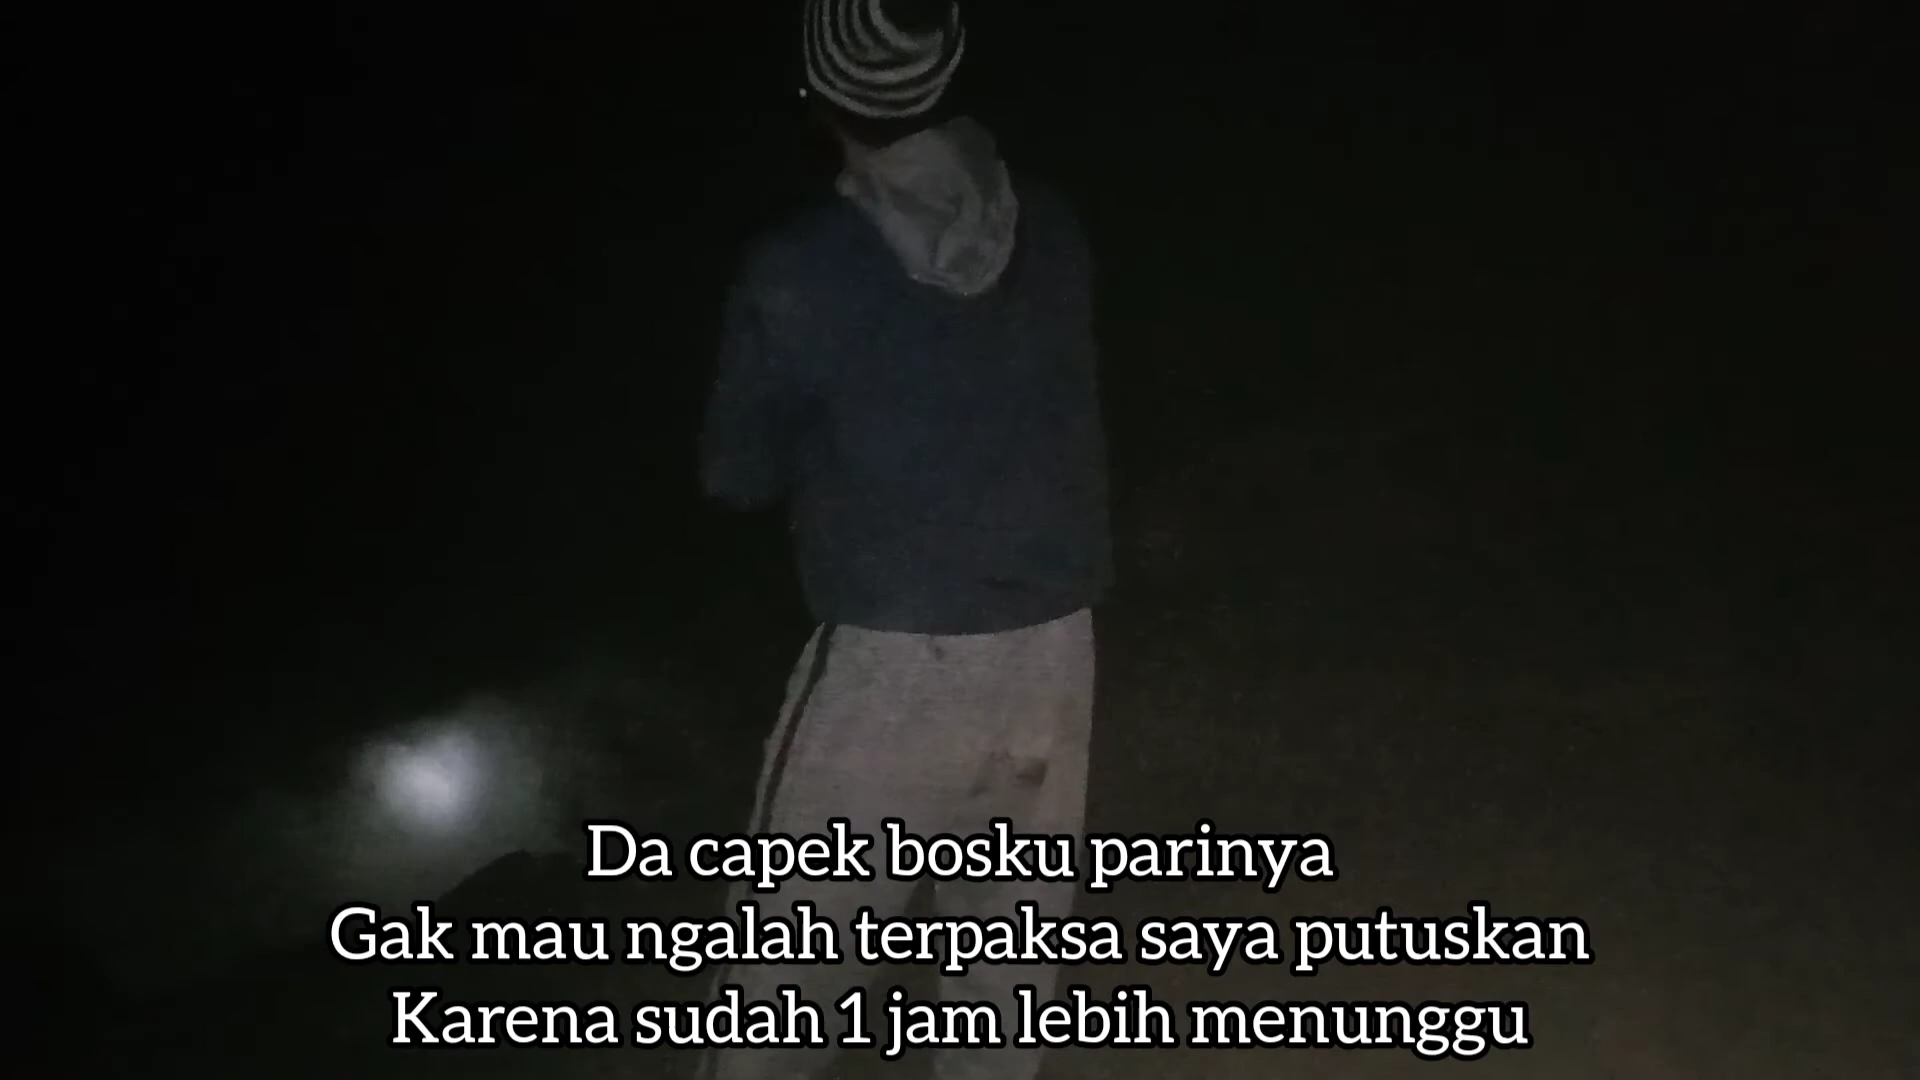 Da capek bosku parinya
Gak mau ngalah terpaksa saya putuskan
Karena sudah 1 jam lebih menunggu